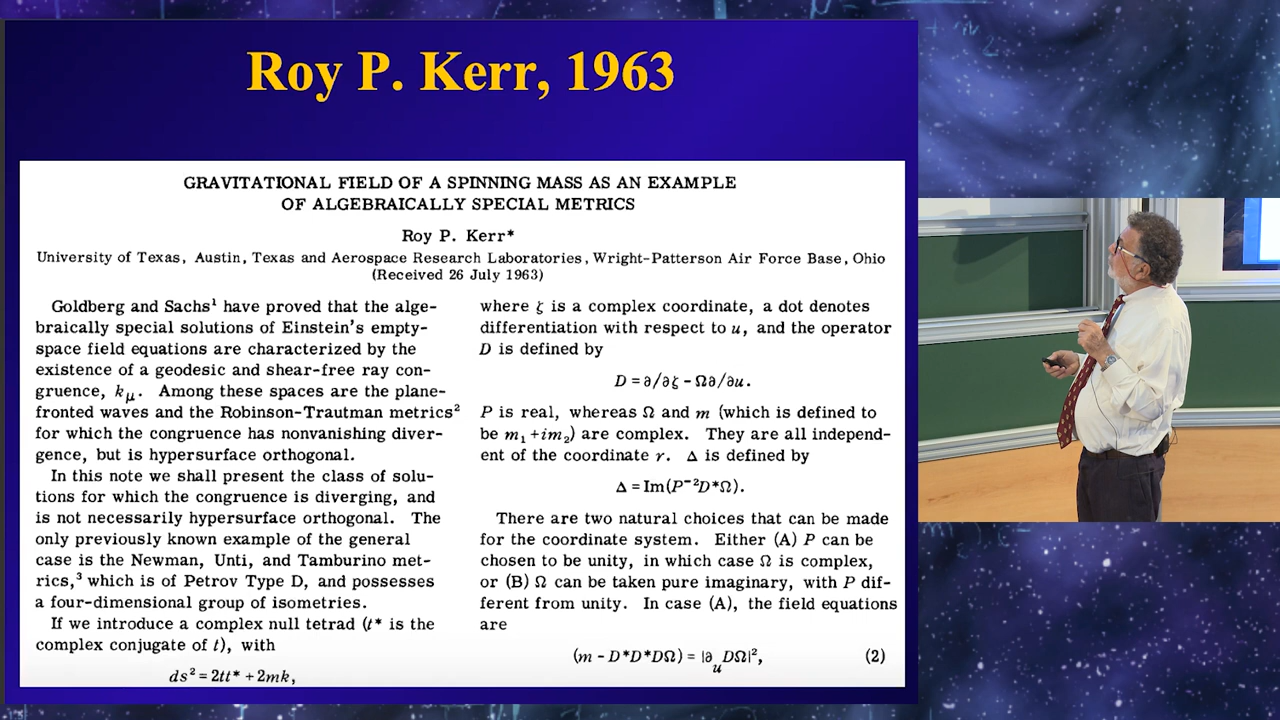 Roy P. Kerr, 1963
GRAVITATIONAL FIELD OF A SPINNING MASS AS AN EXAMPLE
OF ALGEBRAICALLY SPECIAL METRICS
Roy P. Kerr*
University of Texas, Austin, Texas and Aerospace Research Laboratories, Wright-Patterson Air Force Base, Ohio
(Received 26 July 1963)
Goldberg and Sachs¹ have proved that the alge-
braically special solutions of Einstein's empty-
space field equations are characterized by the
existence of a geodesic and shear-free ray con-
gruence, kμ. Among these spaces are the plane-
fronted waves and the Robinson-Trautman metrics²
for which the congruence has nonvanishing diver-
gence, but is hypersurface orthogonal.
In this note we shall present the class of solu-
tions for which the congruence is diverging, and
is not necessarily hypersurface orthogonal. The
only previously known example of the general
case is the Newman, Unti, and Tamburino met-
rics,³ which is of Petrov Type D, and possesses
a four-dimensional group of isometries.
If we introduce a complex null tetrad (t* is the
complex conjugate of t), with
ds² = 2tt* + 2mk,
where ζ is a complex coordinate, a dot denotes
differentiation with respect to u, and the operator
D is defined by
D = ∂/∂ζ - Ω∂/∂u.
P is real, whereas Ω and m (which is defined to
be m₁ + im₂) are complex. They are all independ-
ent of the coordinate r. Δ is defined by
Δ = Im(P⁻²D*Ω).
There are two natural choices that can be made
for the coordinate system. Either (A) P can be
chosen to be unity, in which case Ω is complex,
or (B) Ω can be taken pure imaginary, with P dif-
ferent from unity. In case (A), the field equations
are
(m - D*D*DΩ) = |∂uDΩ|², (2)